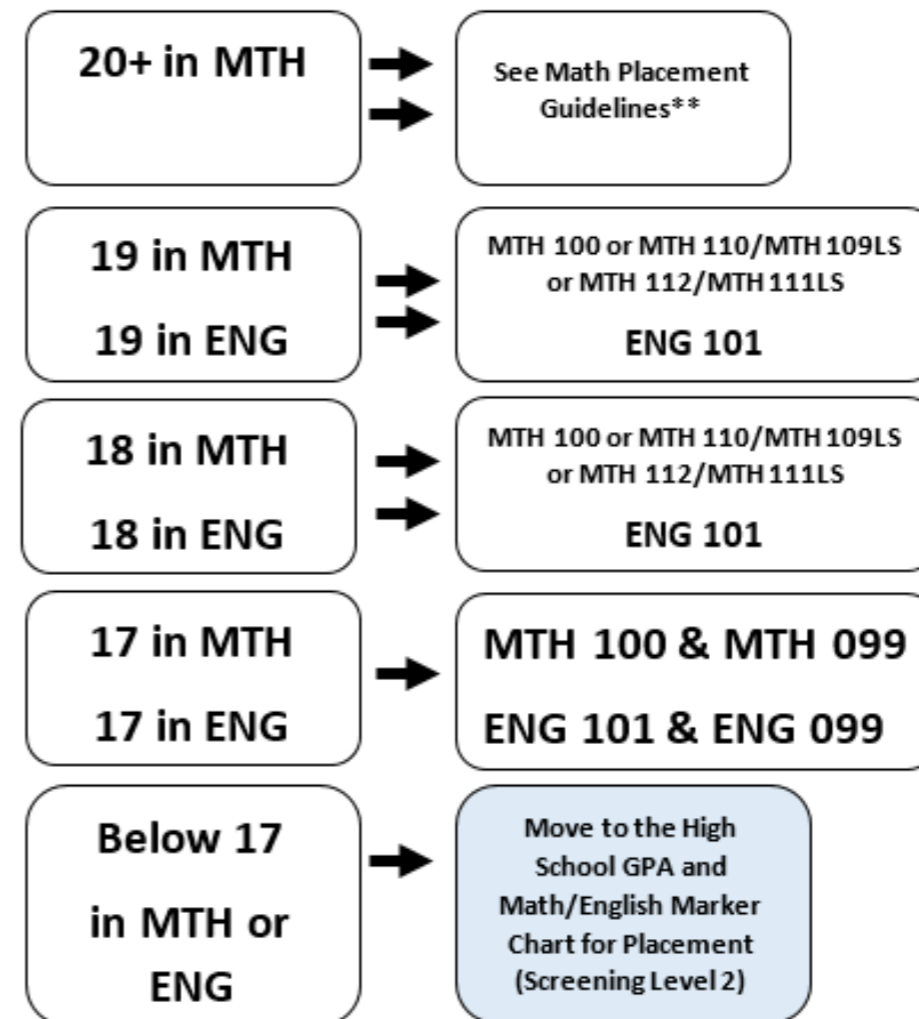 20+ in MTH
See Math Placement
Guidelines**
19 in MTH
19 in ENG
MTH 100 or MTH 110/MTH 109LS
or MTH 112/MTH 111LS
ENG 101
18 in MTH
18 in ENG
MTH 100 or MTH 110/MTH 109LS
or MTH 112/MTH 111LS
ENG 101
17 in MTH
17 in ENG
MTH 100 & MTH 099
ENG 101 & ENG 099
Below 17
in MTH or
ENG
Move to the High
School GPA and
Math/English Marker
Chart for Placement
(Screening Level 2)